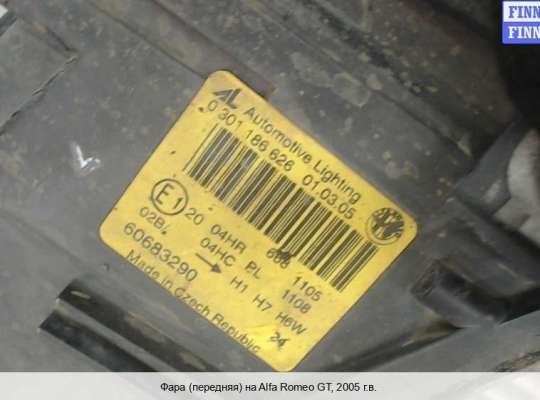 FINN
FINN
AL Automotive Lighting
0 301 186 626 01.03.05
E1 20 04HR PL 1105
02B/ 04HC 1108
60683290 → H1 H7 H6W
Made in Czech Republic 24
Фара (передняя) на Alfa Romeo GT, 2005 г.в.